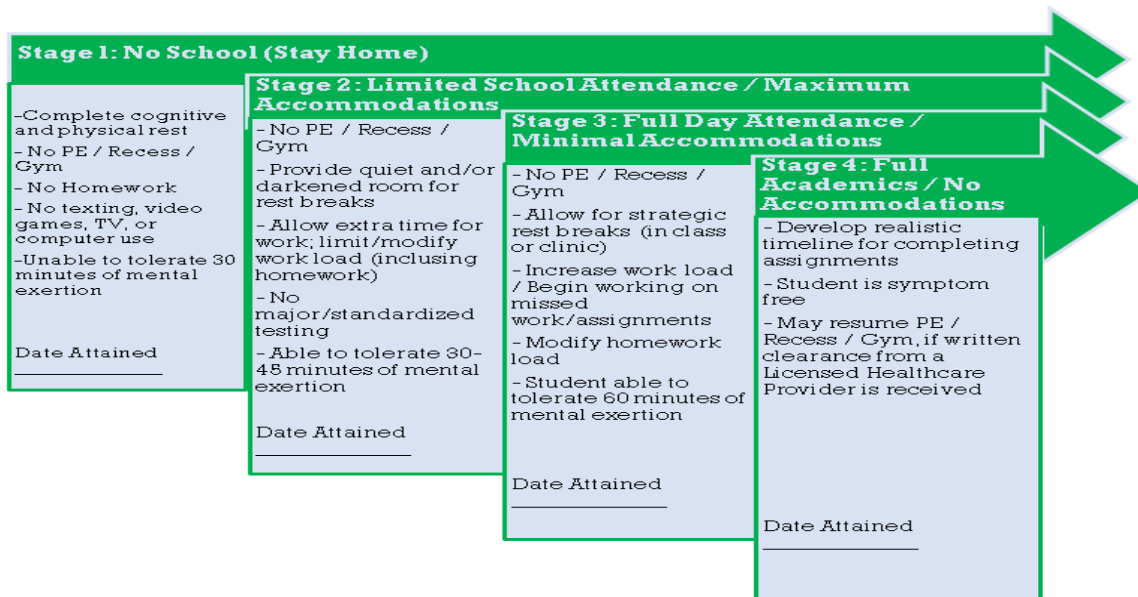 Stage 1: No School (Stay Home)
-Complete cognitive
and physical rest
- No PE / Recess /
Gym
- No Homework
- No texting, video
games, TV, or
computer use
-Unable to tolerate 30
minutes of mental
exertion
Date Attained
Stage 2: Limited School Attendance / Maximum
Accommodations
- No PE / Recess /
Gym
- Provide quiet and/or
darkened room for
rest breaks
- Allow extra time for
work; limit/modify
work load (inclusing
homework)
- No
major/standardized
testing
- Able to tolerate 30-
45 minutes of mental
exertion
Date Attained
Stage 3: Full Day Attendance /
Minimal Accommodations
- No PE / Recess /
Gym
- Allow for strategic
rest breaks (in class
or clinic)
- Increase work load
/ Begin working on
missed
work/assignments
- Modify homework
load
- Student able to
tolerate 60 minutes of
mental exertion
Date Attained
Stage 4: Full
Academics / No
Accommodations
- Develop realistic
timeline for completing
assignments
- Student is symptom
free
- May resume PE /
Recess / Gym, if written
clearance from a
Licensed Healthcare
Provider is received
Date Attained